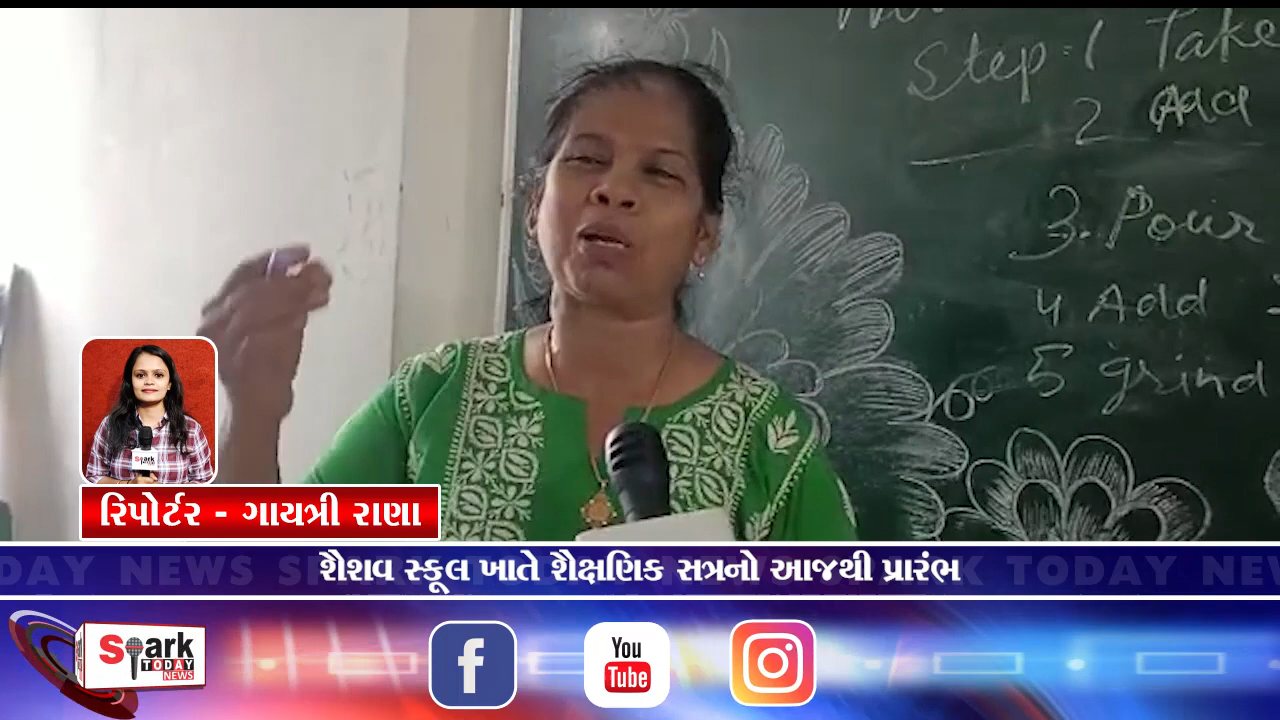 Step : 1 Take
2 Add
3. Pour
4 Add
5 grind
Spark
રિપોર્ટર - ગાયત્રી રાણા
શૈશવ સ્કૂલ ખાતે શૈક્ષણિક સત્રનો આજથી પ્રારંભ
Spark
TODAY
NEWS
f
You
Tube